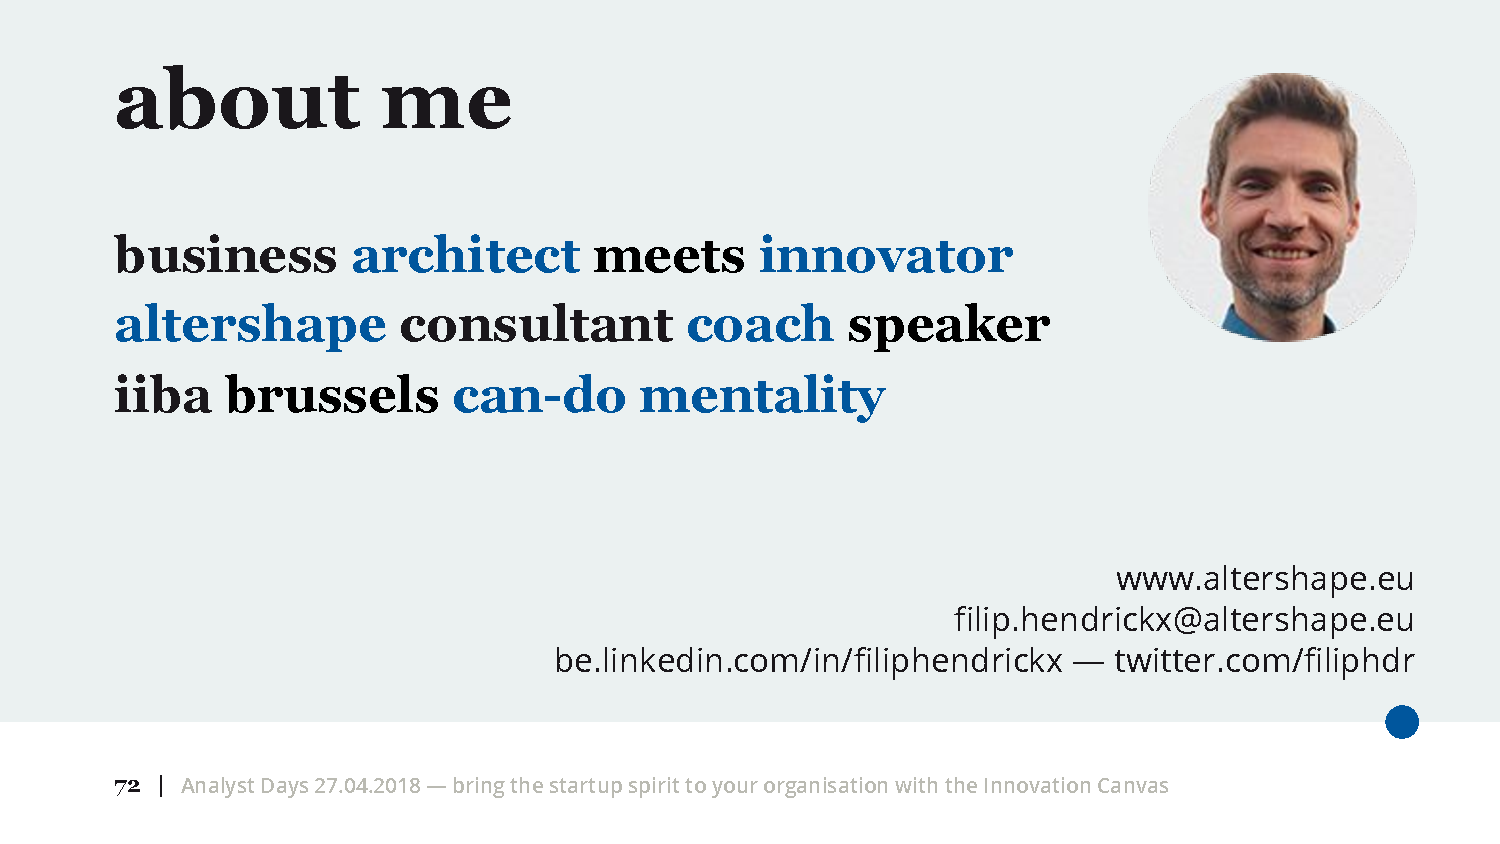 about me
business architect meets innovator
altershape consultant coach speaker
iiba brussels can-do mentality
www.altershape.eu
filip.hendrickx@altershape.eu
be.linkedin.com/in/filiphendrickx — twitter.com/filiphdr
72 | Analyst Days 27.04.2018 — bring the startup spirit to your organisation with the Innovation Canvas